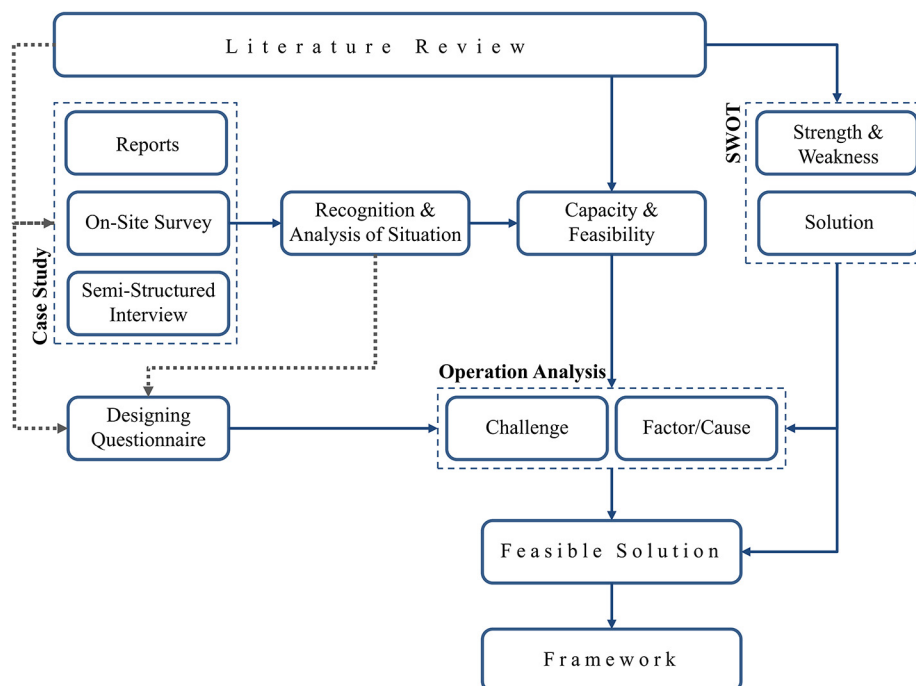 Literature Review
Case Study
Reports
On-Site Survey
Semi-Structured
Interview
Recognition &
Analysis of Situation
Capacity &
Feasibility
SWOT
Strength &
Weakness
Solution
Designing
Questionnaire
Operation Analysis
Challenge
Factor/Cause
Feasible Solution
Framework